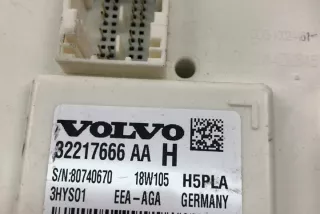 VOLVO
32217666 AA H
S/N:80740670 18W105 H5PLA
3HYS01 EEA-AGA GERMANY